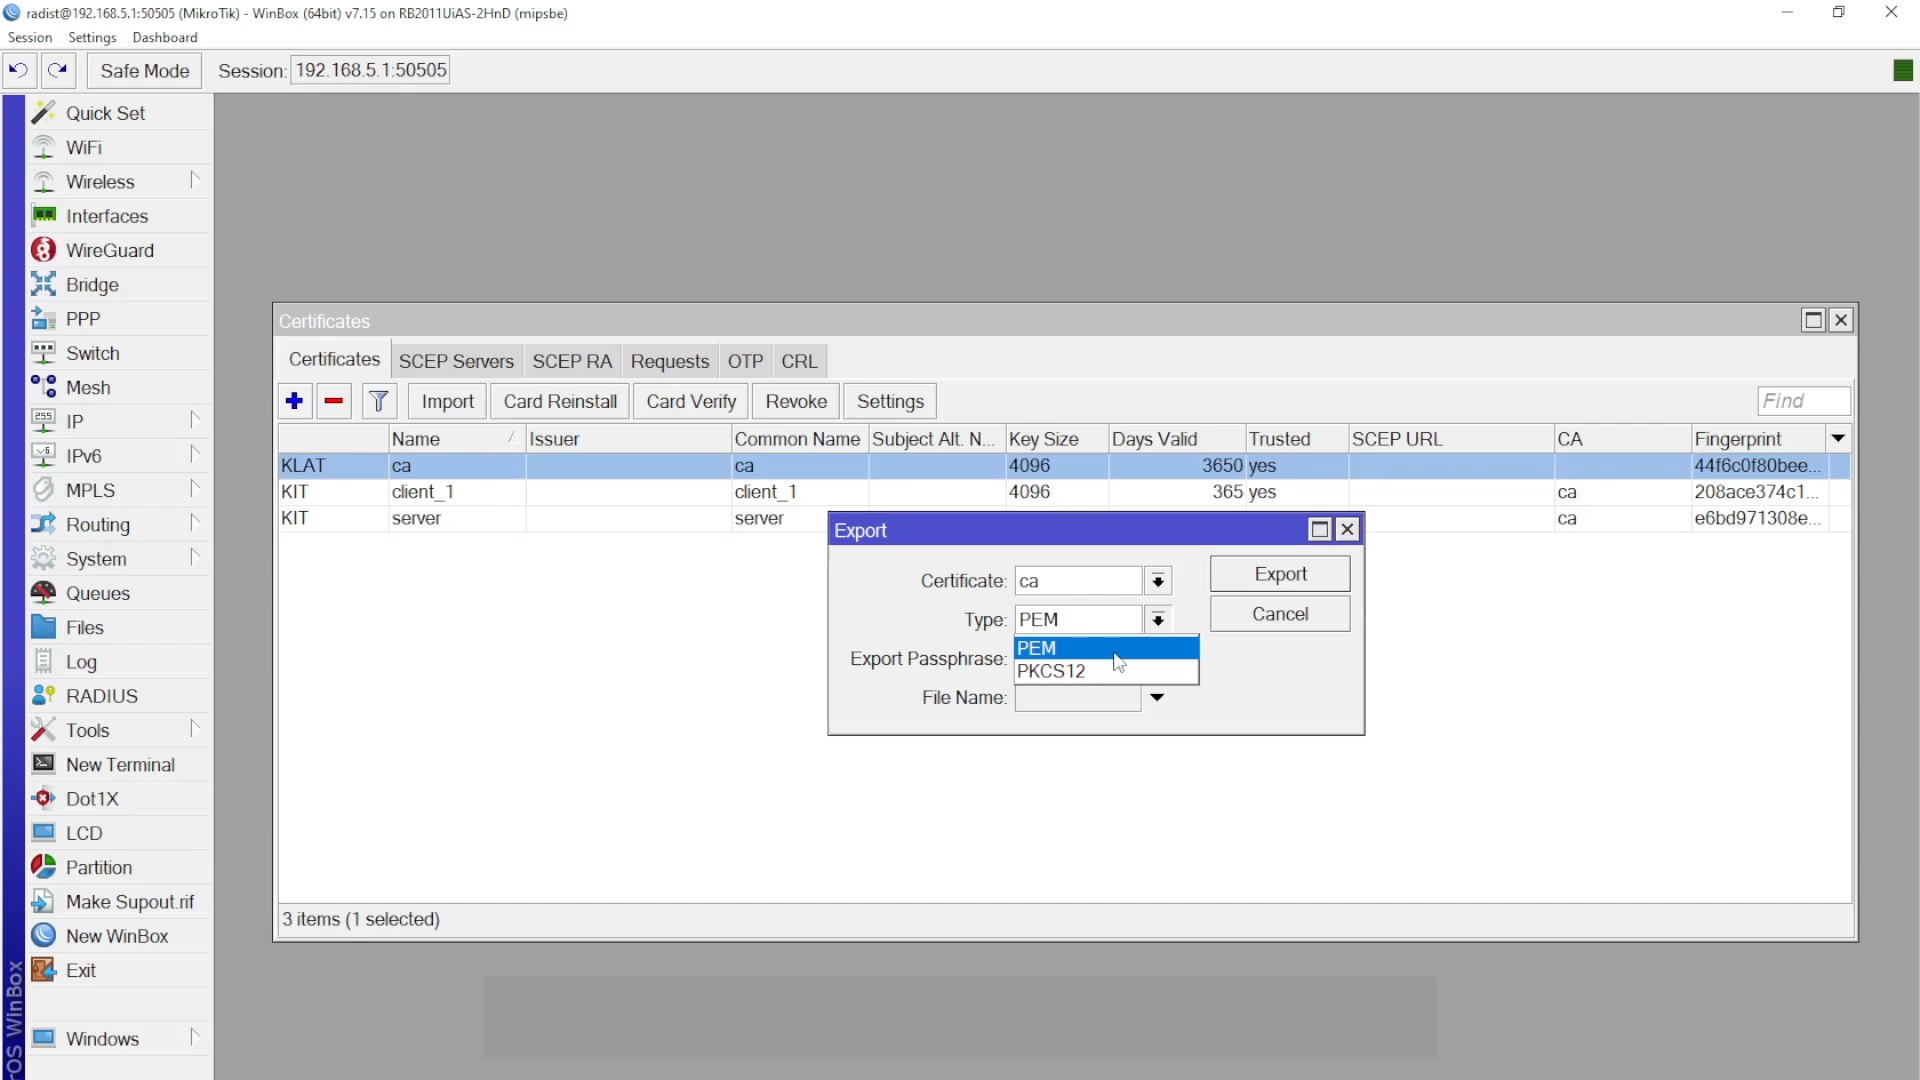 radist@192.168.5.1:50505 (MikroTik) - WinBox (64bit) v7.15 on RB2011UiAS-2HnD (mipsbe)
Session Settings Dashboard
Safe Mode Session: 192.168.5.1:50505
Quick Set
WiFi
Wireless
Interfaces
WireGuard
Bridge
PPP
Switch
Mesh
IP
IPv6
MPLS
Routing
System
Queues
Files
Log
RADIUS
Tools
New Terminal
Dot1X
LCD
Partition
Make Supout.rif
New WinBox
Exit
Windows
OS WinBox
Certificates
Certificates SCEP Servers SCEP RA Requests OTP CRL
Import Card Reinstall Card Verify Revoke Settings Find
Name Issuer Common Name Subject Alt. N... Key Size Days Valid Trusted SCEP URL CA Fingerprint
KLAT ca ca 4096 3650 yes 44f6c0f80bee...
KIT client_1 client_1 4096 365 yes ca 208ace374c1...
KIT server server ca e6bd971308e...
Export
Certificate: ca Export
Type: PEM Cancel
PEM
Export Passphrase:
PKCS12
File Name:
3 items (1 selected)